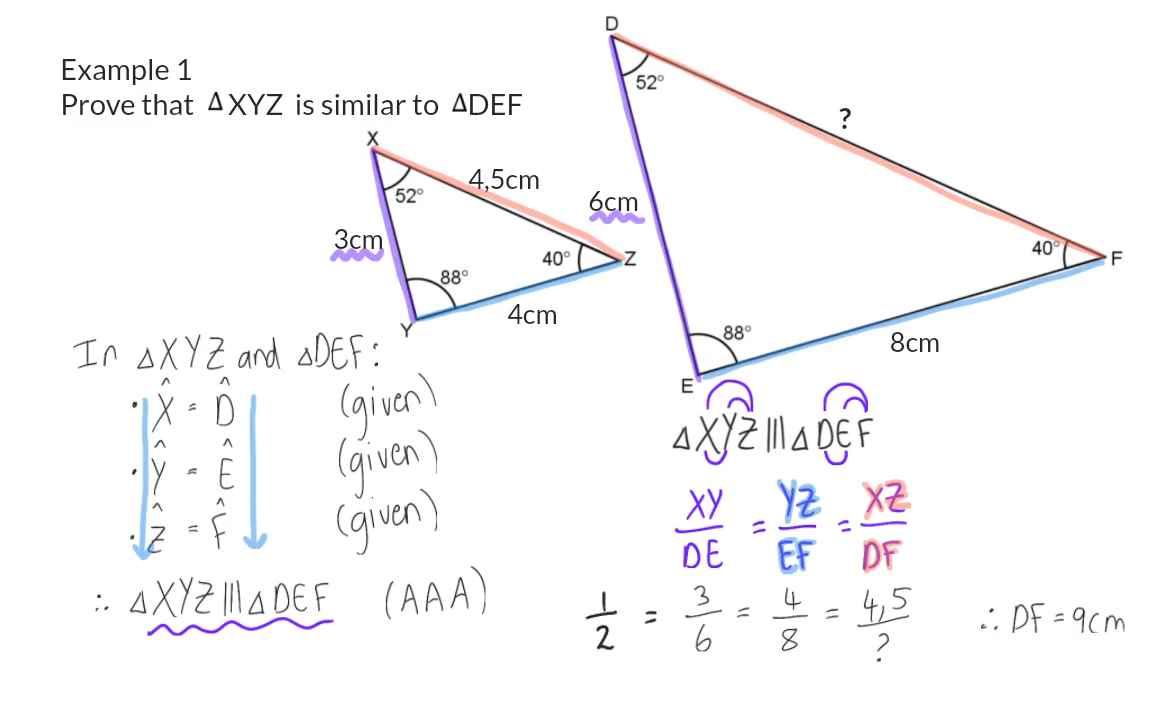 Example 1
Prove that ΔXYZ is similar to ΔDEF
D
52°
?
X
4,5cm
52°
6cm
3cm
40°
Z
40°
F
88°
4cm
Y
88°
8cm
E
In ΔXYZ and ΔDEF:
• X̂ = D̂ (given)
• Ŷ = Ê (given)
• Ẑ = F̂ (given)
∴ ΔXYZ ||| ΔDEF (AAA)
ΔXYZ ||| ΔDEF
XY/DE = YZ/EF = XZ/DF
1/2 = 3/6 = 4/8 = 4,5/? ∴ DF = 9cm